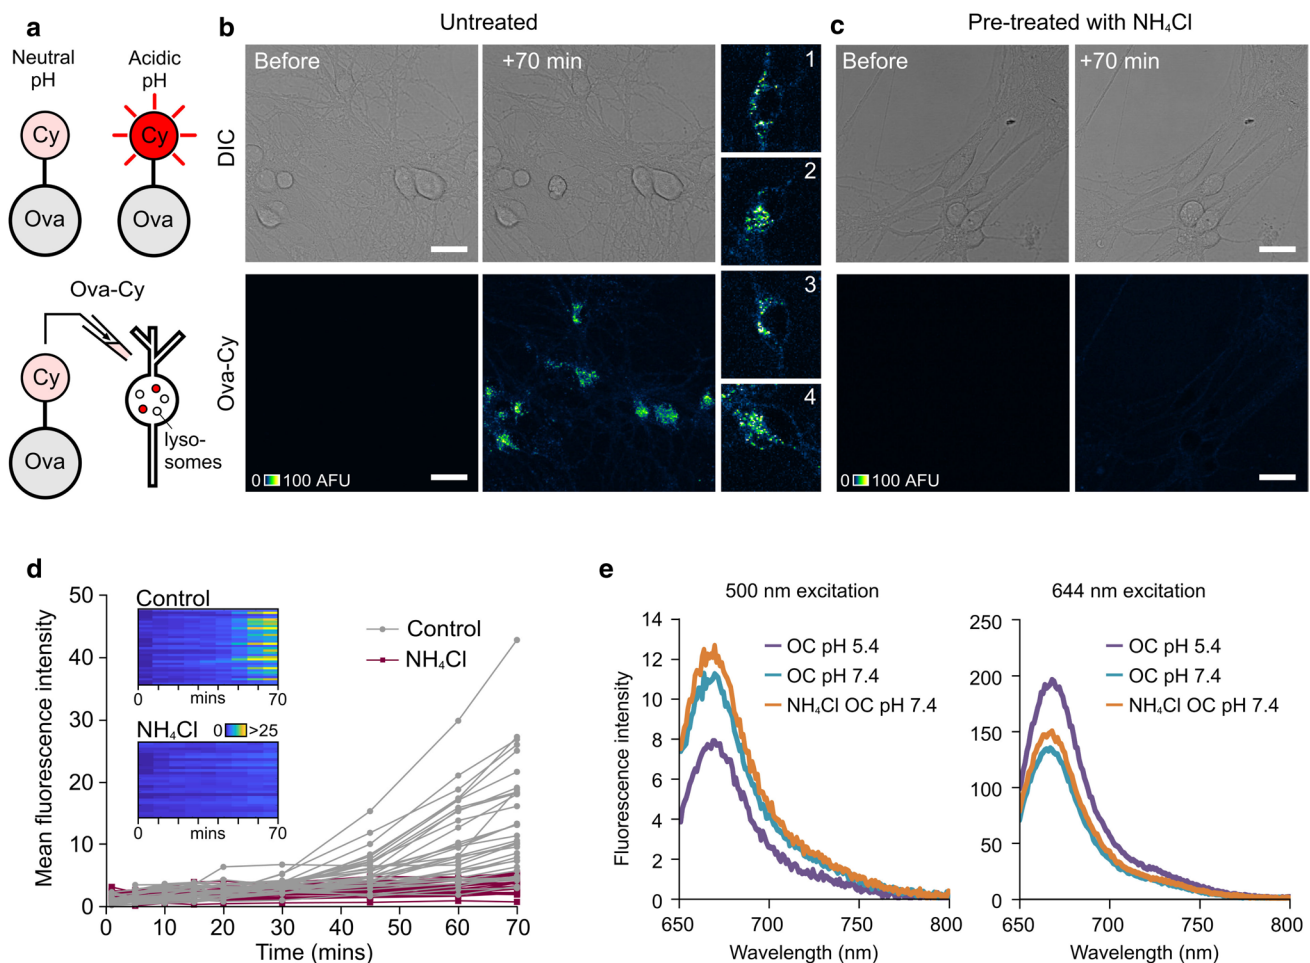 a
Neutral pH
Acidic pH
Cy
Cy
Ova
Ova
Ova-Cy
Cy
Ova
lyso-
somes
b
Untreated
DIC
Before
+70 min
1
2
3
4
Ova-Cy
0 100 AFU
c
Pre-treated with NH₄Cl
Before
+70 min
0 100 AFU
d
Mean fluorescence intensity
50
40
30
20
10
0
0 10 20 30 40 50 60 70
Time (mins)
Control
0 mins 70
NH₄Cl 0 >25
0 mins 70
Control
NH₄Cl
e
500 nm excitation
Fluorescence intensity
14
12
10
8
6
4
2
0
650 700 750 800
Wavelength (nm)
OC pH 5.4
OC pH 7.4
NH₄Cl OC pH 7.4
644 nm excitation
250
200
150
100
50
0
650 700 750 800
Wavelength (nm)
OC pH 5.4
OC pH 7.4
NH₄Cl OC pH 7.4